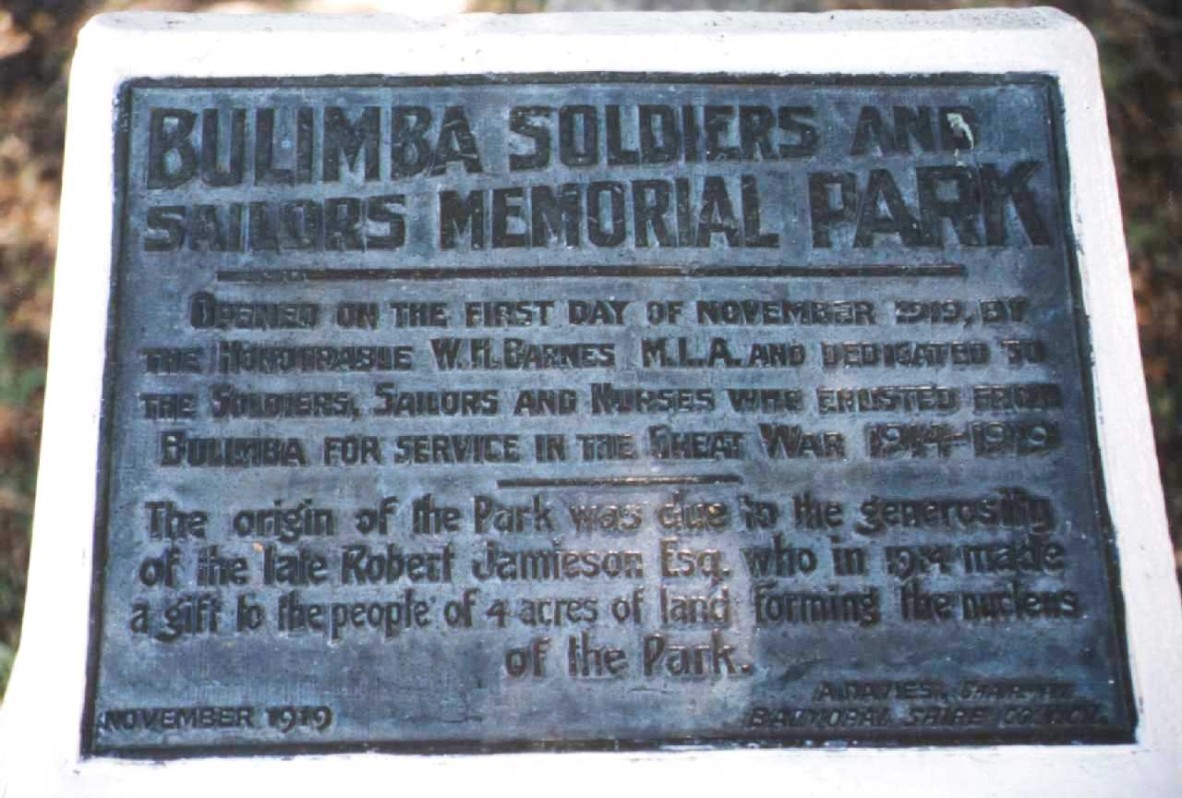 BULIMBA SOLDIERS AND
SAILORS MEMORIAL PARK
OPENED ON THE FIRST DAY OF NOVEMBER 1919, BY
THE HONOURABLE W.H. BARNES M.L.A. AND DEDICATED TO
THE SOLDIERS, SAILORS AND NURSES WHO ENLISTED FROM
BULIMBA FOR SERVICE IN THE GREAT WAR 1914-1919
The origin of the Park was due to the generosity
of the late Robert Jamieson Esq. who in 1914 made
a gift to the people of 4 acres of land forming the nucleus
of the Park.
A. DAVIES,
NOVEMBER 1919
BALMORAL SHIRE COUNCIL